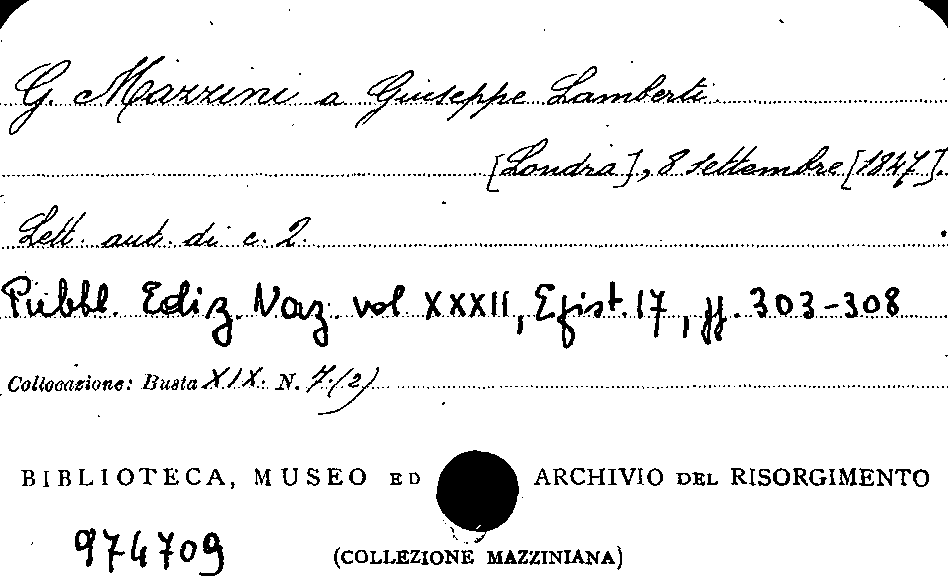 G. Mazzini a Giuseppe Lamberti.
[Londra], 8 settembre [1847].
Lett. aut. di c. 2.
Pubbl. Ediz. Naz. vol XXXII, Epist. 17, pp. 303-308
Collocazione: Busta XIX. N. 7.(2)
BIBLIOTECA, MUSEO ED ARCHIVIO DEL RISORGIMENTO
974709
(COLLEZIONE MAZZINIANA)